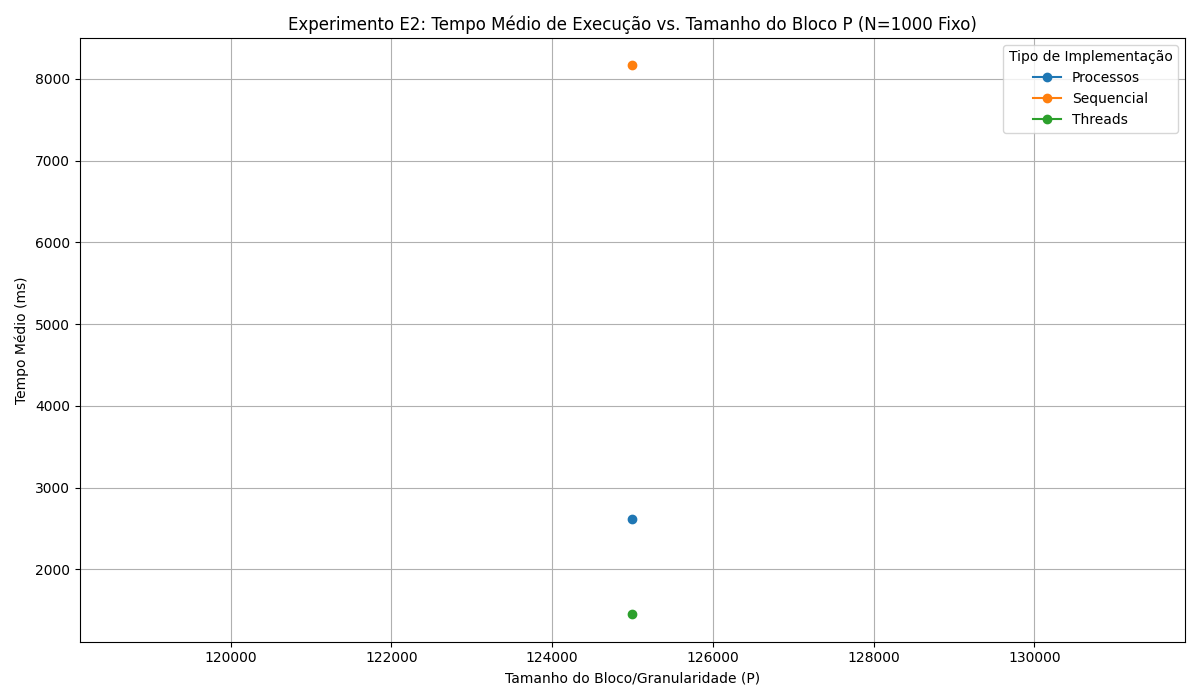 Experimento E2: Tempo Médio de Execução vs. Tamanho do Bloco P (N=1000 Fixo)
Tipo de Implementação
Processos
Sequencial
Threads
Tempo Médio (ms)
8000
7000
6000
5000
4000
3000
2000
120000 122000 124000 126000 128000 130000
Tamanho do Bloco/Granularidade (P)